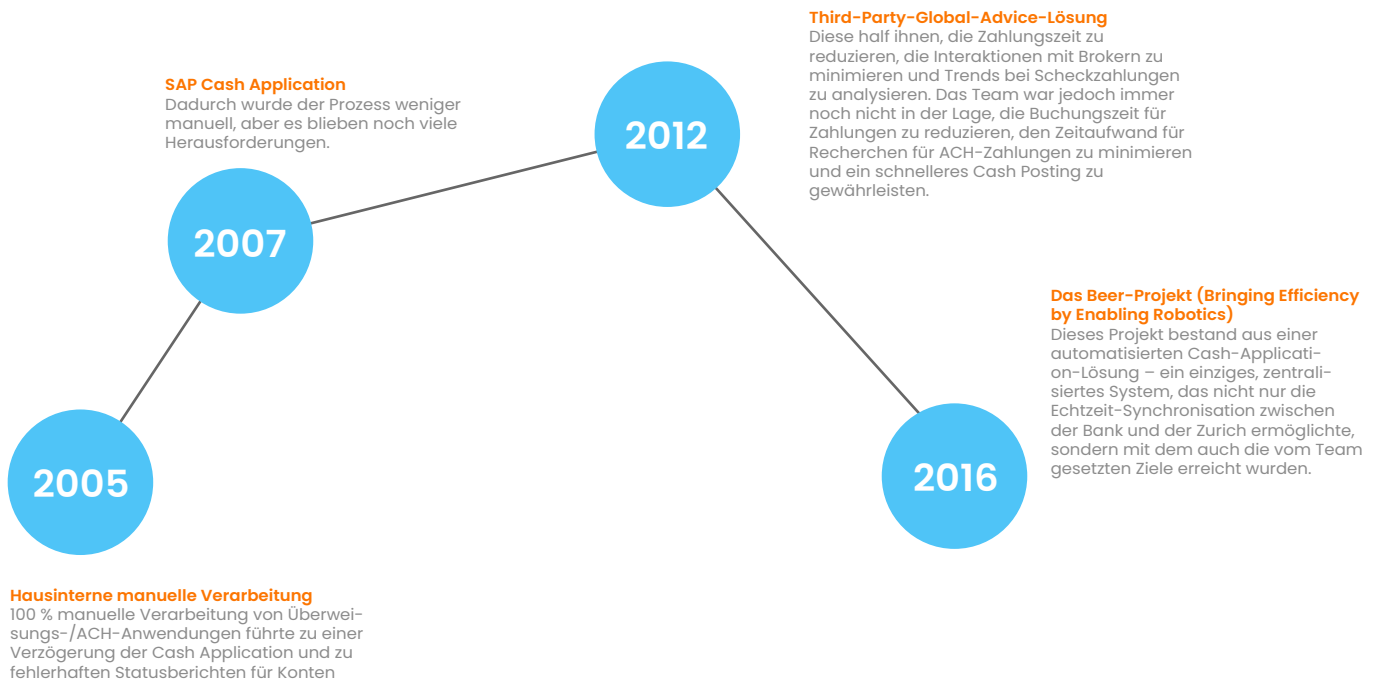 Third-Party-Global-Advice-Lösung
Diese half ihnen, die Zahlungszeit zu
reduzieren, die Interaktionen mit Brokern zu
minimieren und Trends bei Scheckzahlungen
zu analysieren. Das Team war jedoch immer
noch nicht in der Lage, die Buchungszeit für
Zahlungen zu reduzieren, den Zeitaufwand für
Recherchen für ACH-Zahlungen zu minimieren
und ein schnelleres Cash Posting zu
gewährleisten.
SAP Cash Application
Dadurch wurde der Prozess weniger
manuell, aber es blieben noch viele
Herausforderungen.
2012
2007
Das Beer-Projekt (Bringing Efficiency
by Enabling Robotics)
Dieses Projekt bestand aus einer
automatisierten Cash-Applicati-
on-Lösung – ein einziges, zentrali-
siertes System, das nicht nur die
Echtzeit-Synchronisation zwischen
der Bank und der Zurich ermöglichte,
sondern mit dem auch die vom Team
gesetzten Ziele erreicht wurden.
2005
2016
Hausinterne manuelle Verarbeitung
100 % manuelle Verarbeitung von Überwei-
sungs-/ACH-Anwendungen führte zu einer
Verzögerung der Cash Application und zu
fehlerhaften Statusberichten für Konten